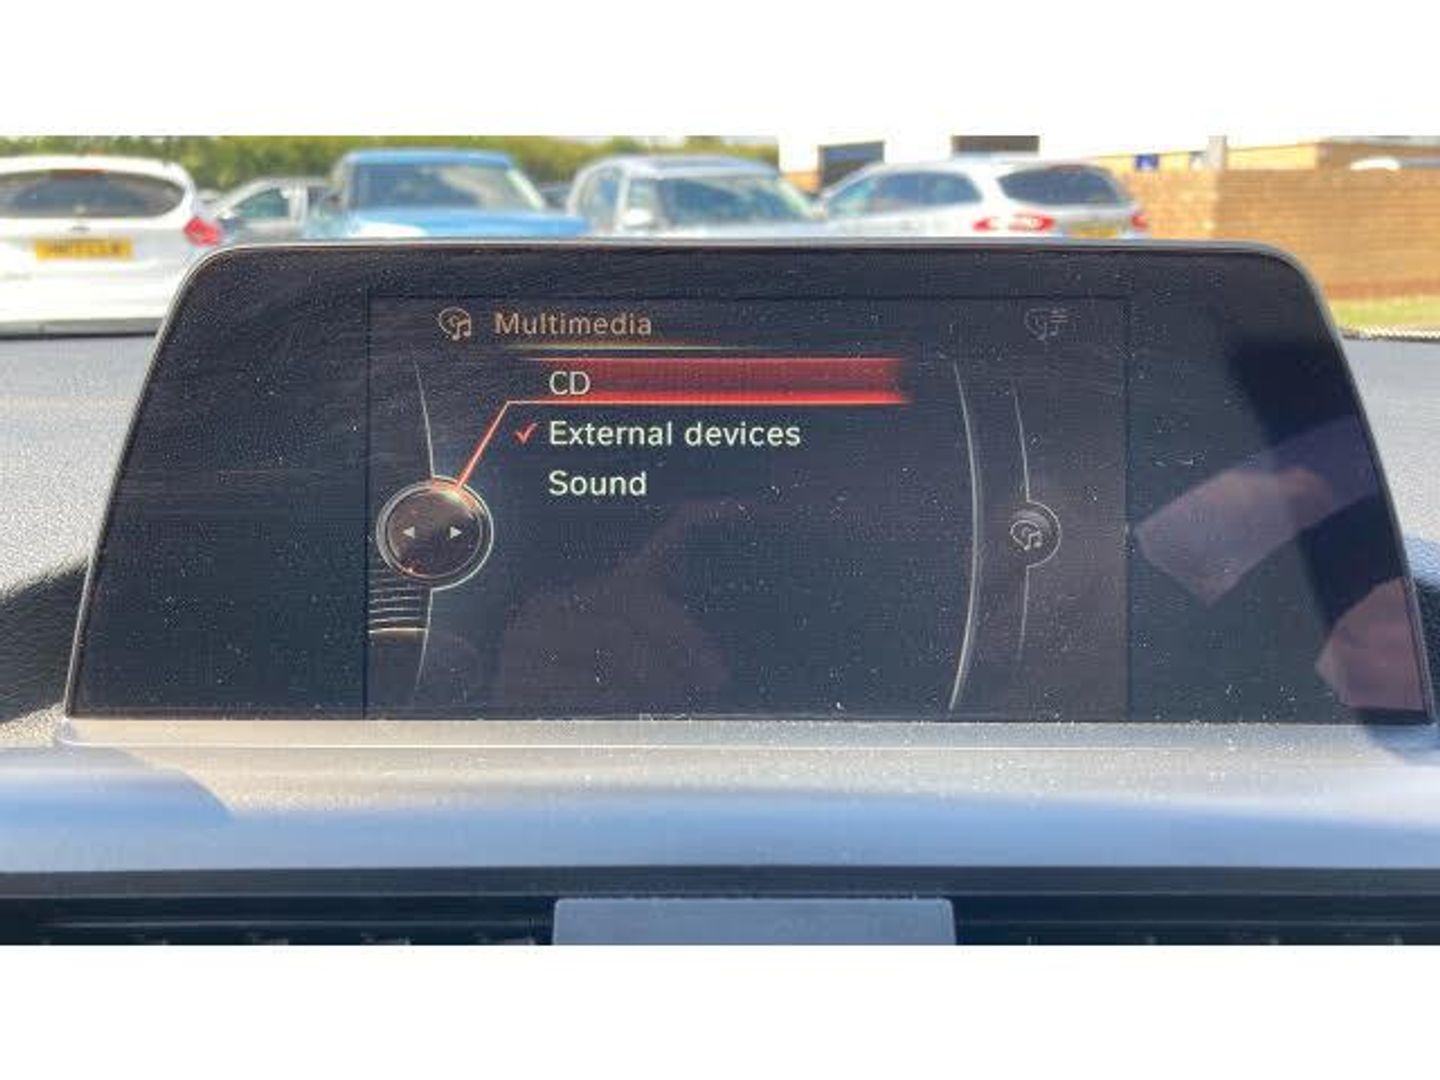 Multimedia
CD
External devices
Sound